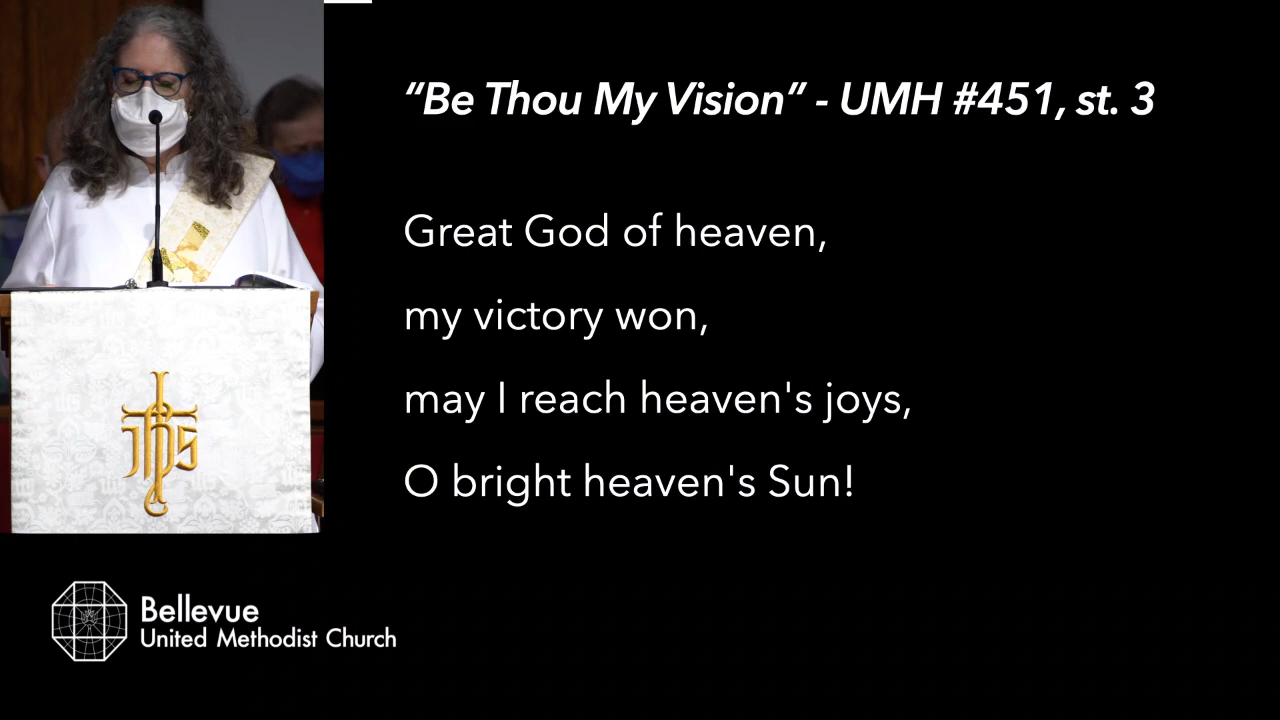 “Be Thou My Vision” - UMH #451, st. 3
Great God of heaven,
my victory won,
may I reach heaven's joys,
O bright heaven's Sun!
IHS
Bellevue
United Methodist Church